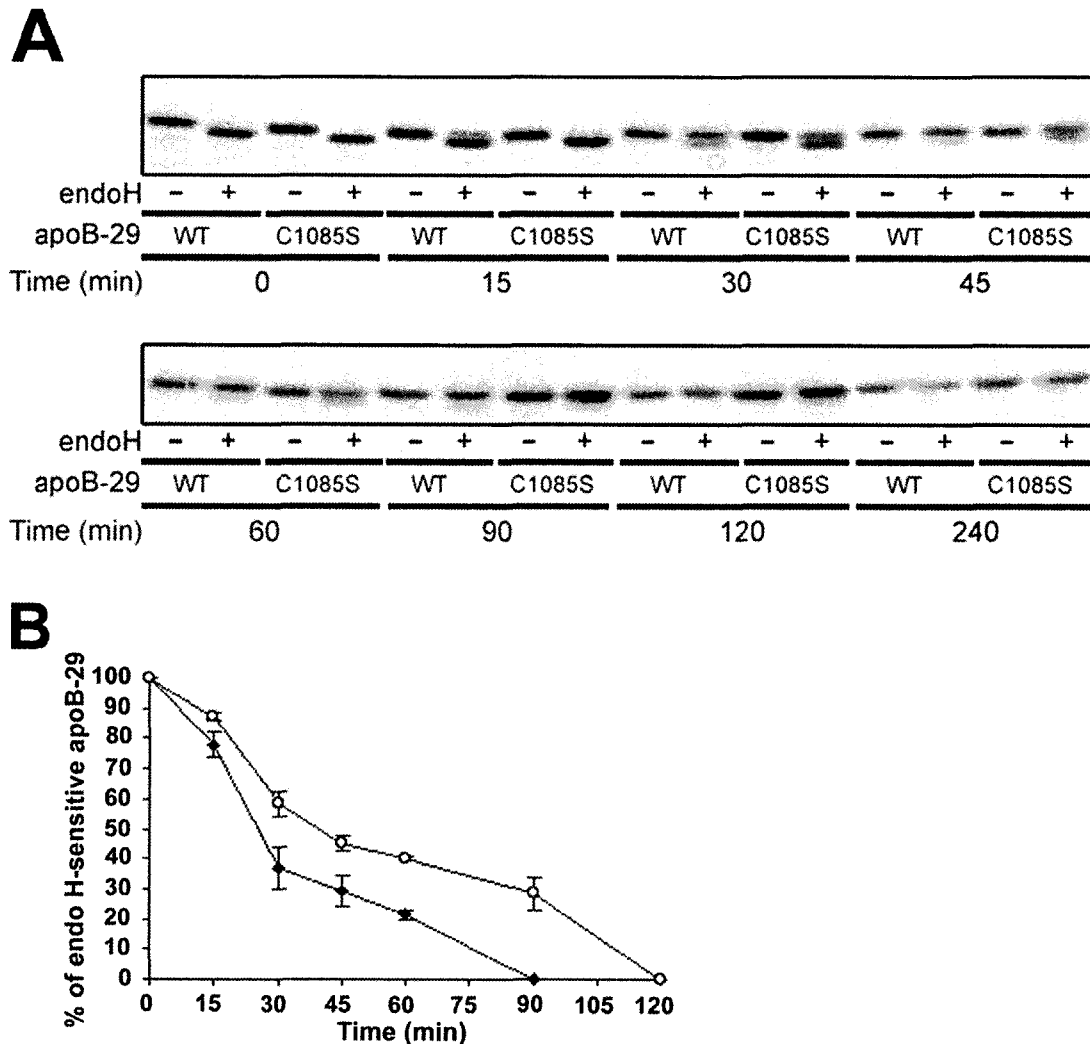 A
endoH - + - + - + - + - + - + - + - +
apoB-29 WT C1085S WT C1085S WT C1085S WT C1085S
Time (min) 0 15 30 45
endoH - + - + - + - + - + - + - + - +
apoB-29 WT C1085S WT C1085S WT C1085S WT C1085S
Time (min) 60 90 120 240
B
% of endo H-sensitive apoB-29
100
90
80
70
60
50
40
30
20
10
0
0 15 30 45 60 75 90 105 120
Time (min)